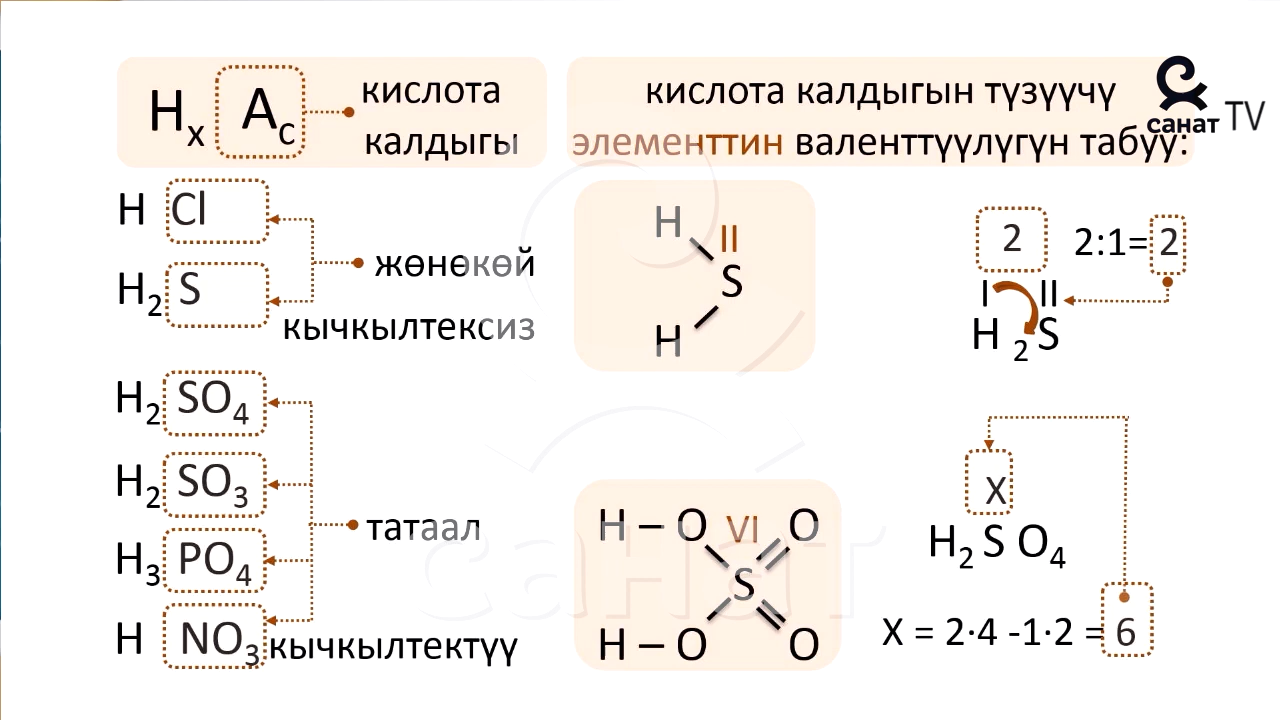 Hx Ac
кислота
калдыгы
кислота калдыгын түзүүчү
элементтин валенттүүлүгүн табуу:
санат TV
H Cl
H2 S
жөнөкөй
кычкылтексиз
H2 SO4
H2 SO3
H3 PO4
H NO3
татаал
кычкылтектүү
H
II
S
H
2
2:1= 2
I II
H 2 S
H – O VI O
S
H – O O
X
H2 S O4
X = 2·4 -1·2 = 6
санат